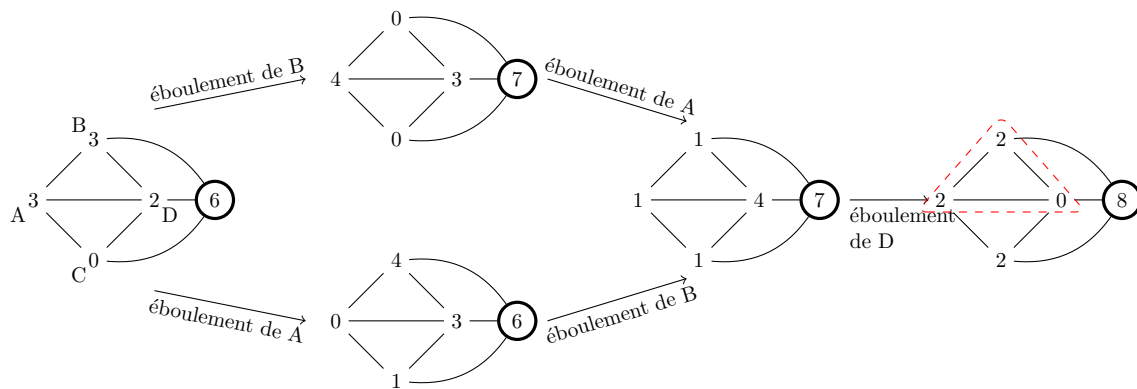 0
éboulement de B
4 3 7
éboulement de A
0
B
3
1
3 2 6
A D
1 4 7
éboulement
de D
2
2 0 8
C
0
1
2
éboulement de A
4
0 3 6
éboulement de B
1